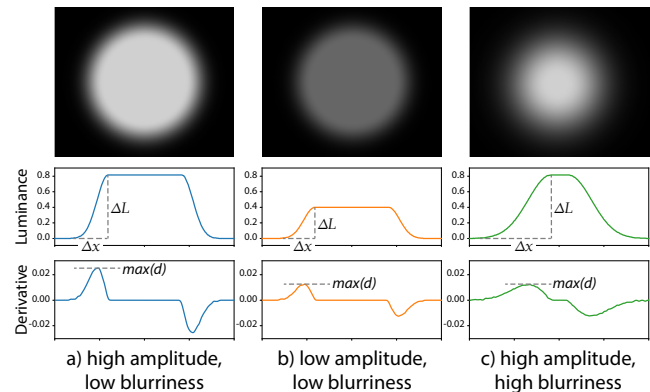 Luminance
0.8
0.6
0.4
0.2
0.0
ΔL
Δx
0.8
0.6
0.4
0.2
0.0
ΔL
Δx
0.8
0.6
0.4
0.2
0.0
ΔL
Δx
Derivative
0.02
0.00
-0.02
max(d)
0.02
0.00
-0.02
max(d)
0.02
0.00
-0.02
max(d)
a) high amplitude,
low blurriness
b) low amplitude,
low blurriness
c) high amplitude,
high blurriness